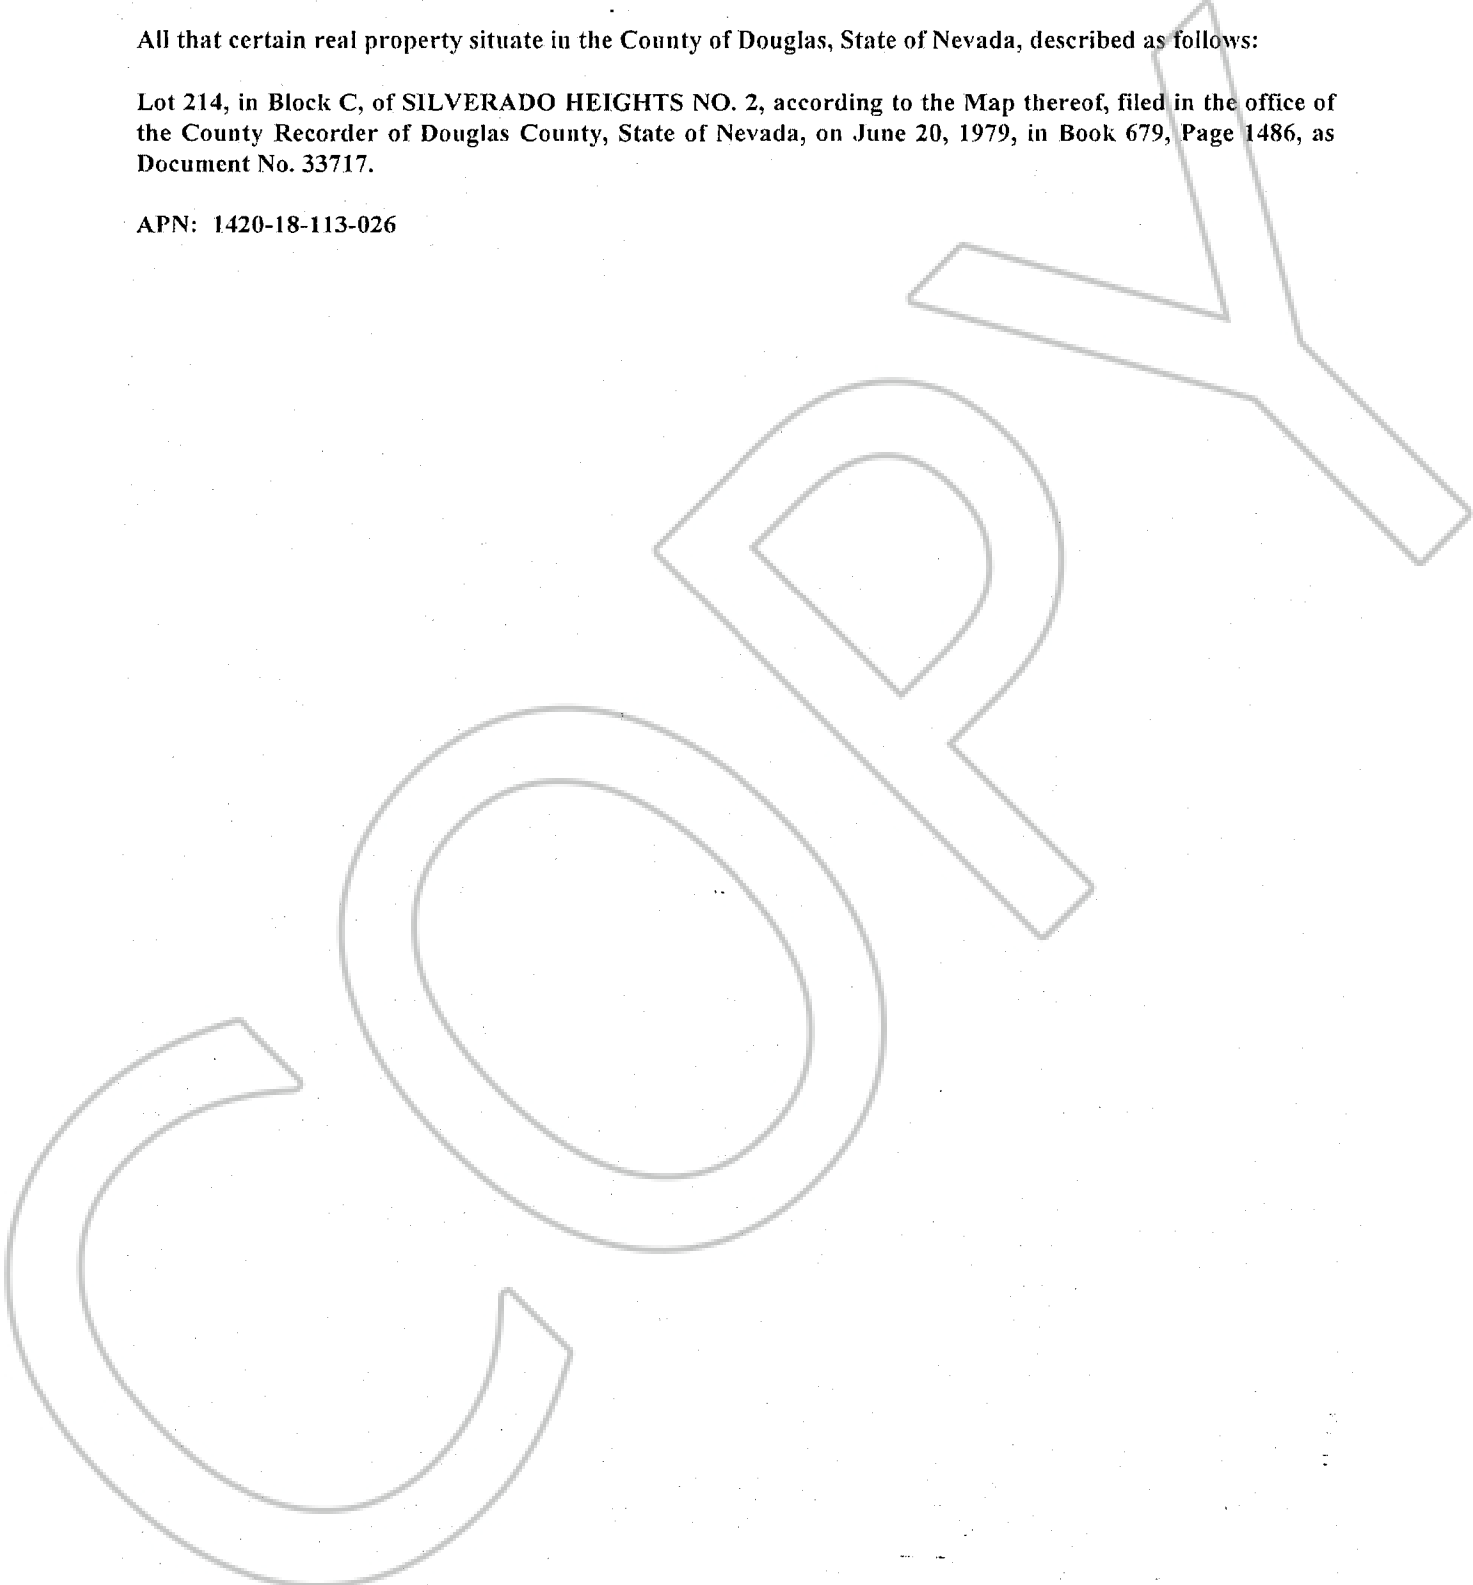 All that certain real property situate in the County of Douglas, State of Nevada, described as follows:
Lot 214, in Block C, of SILVERADO HEIGHTS NO. 2, according to the Map thereof, filed in the office of
the County Recorder of Douglas County, State of Nevada, on June 20, 1979, in Book 679, Page 1486, as
Document No. 33717.
APN: 1420-18-113-026
COPY